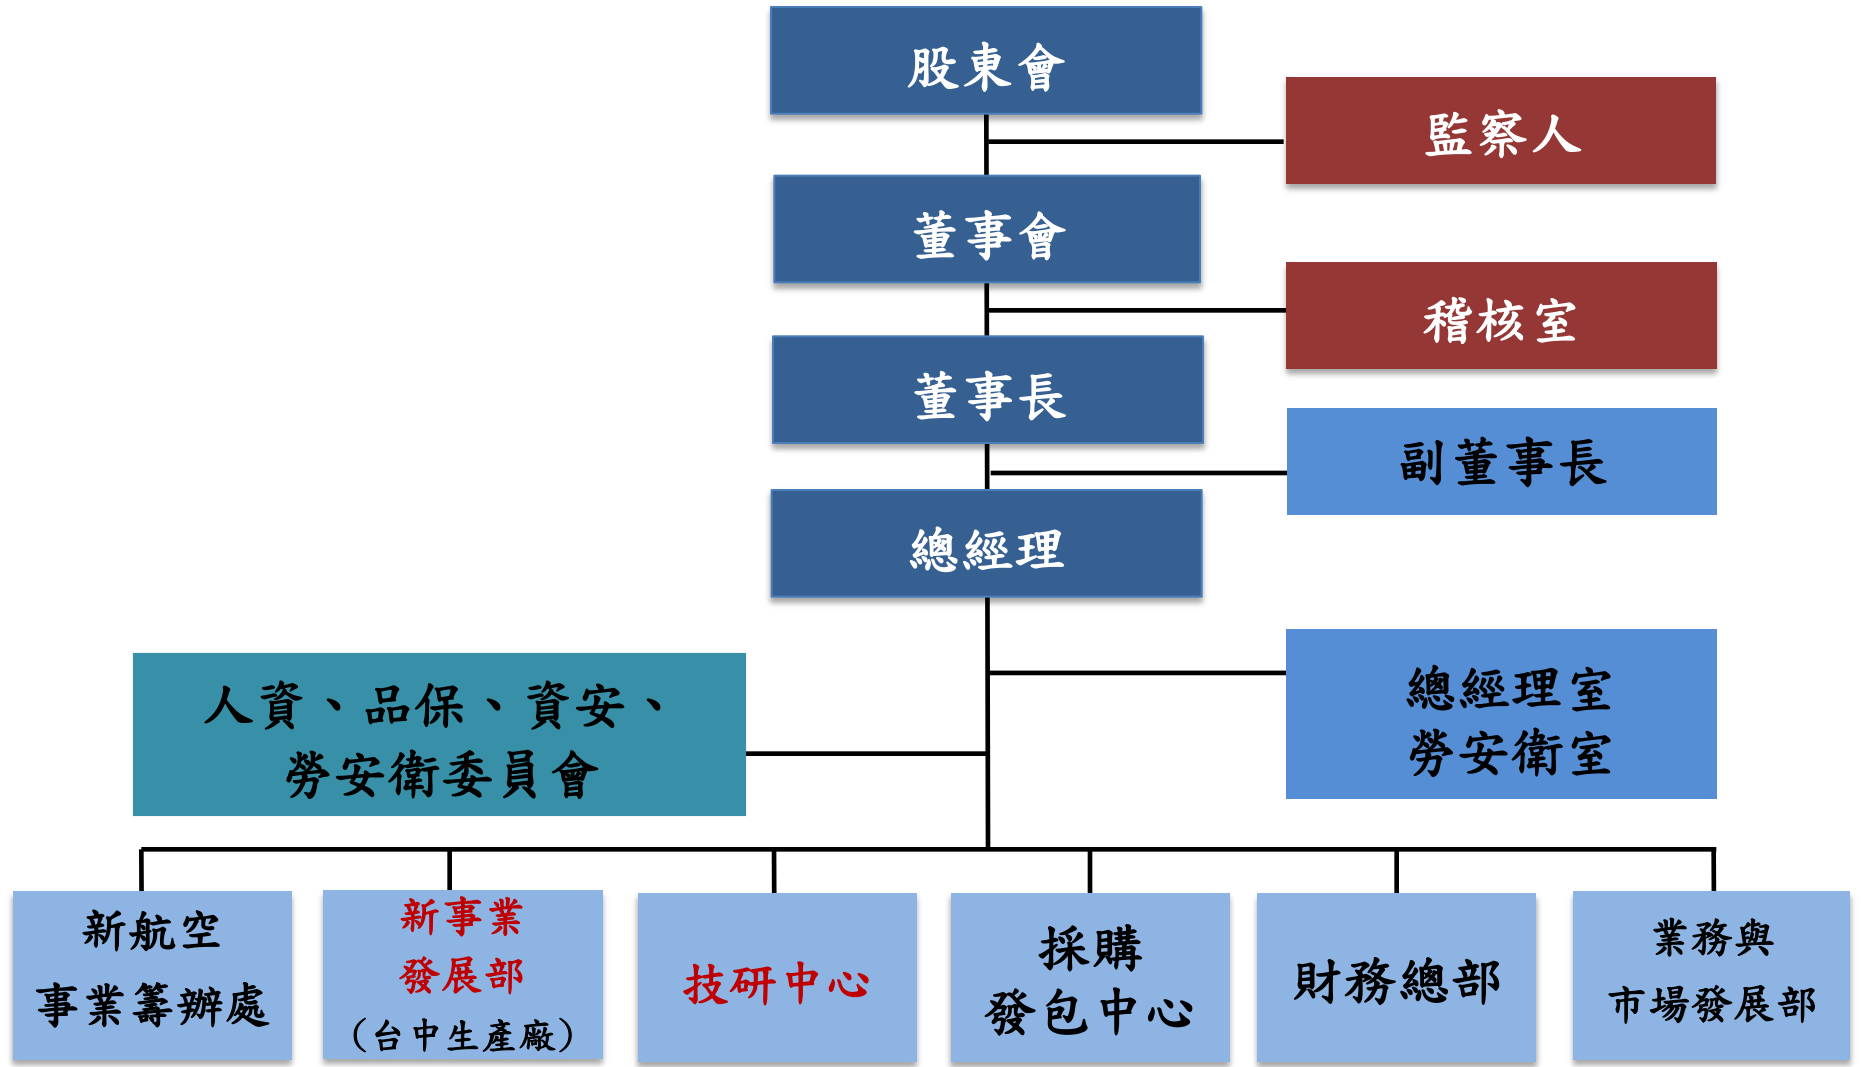 股東會
監察人
董事會
稽核室
董事長
副董事長
總經理
總經理室
勞安衛室
人資、品保、資安、
勞安衛委員會
新航空
事業籌辦處
新事業
發展部
（台中生產廠）
技研中心
採購
發包中心
財務總部
業務與
市場發展部